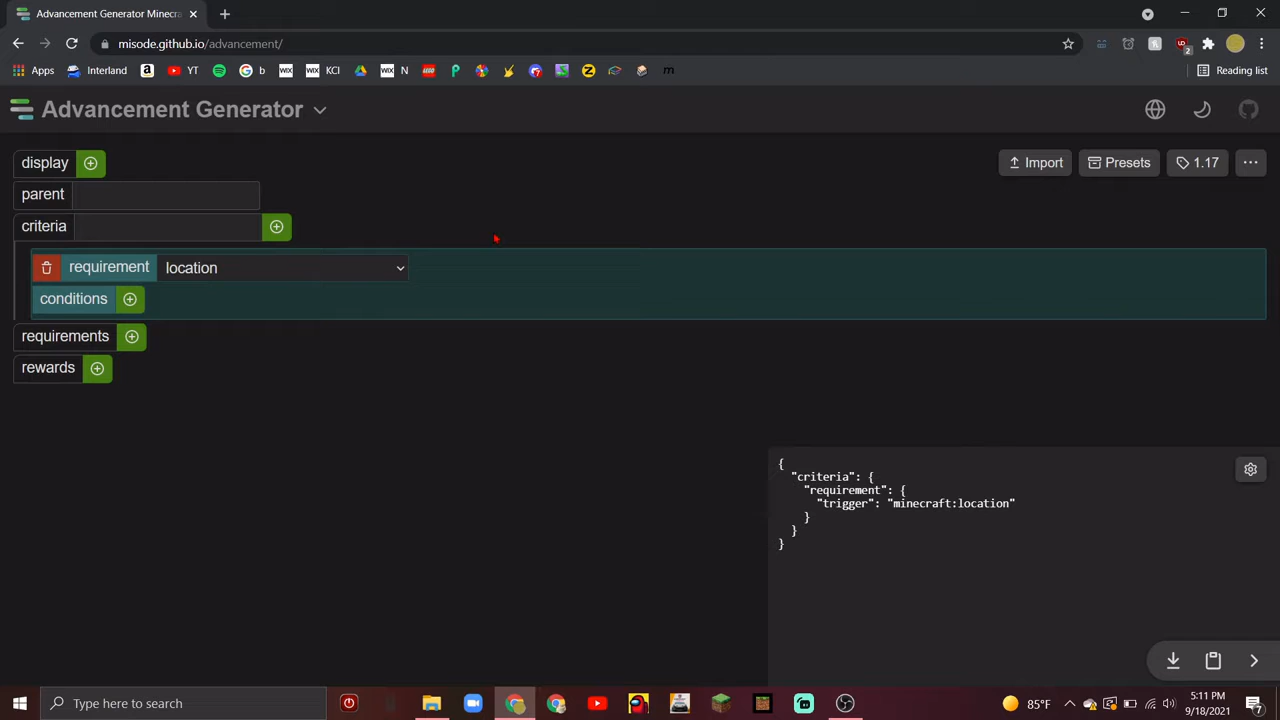 Advancement Generator Minecra
misode.github.io/advancement/
2
Apps Interland YT b KCI N Reading list
Advancement Generator
display
Import Presets 1.17
parent
criteria
requirement location
conditions
requirements
rewards
{
"criteria": {
"requirement": {
"trigger": "minecraft:location"
}
}
}
Type here to search
85°F
5:11 PM
9/18/2021
7